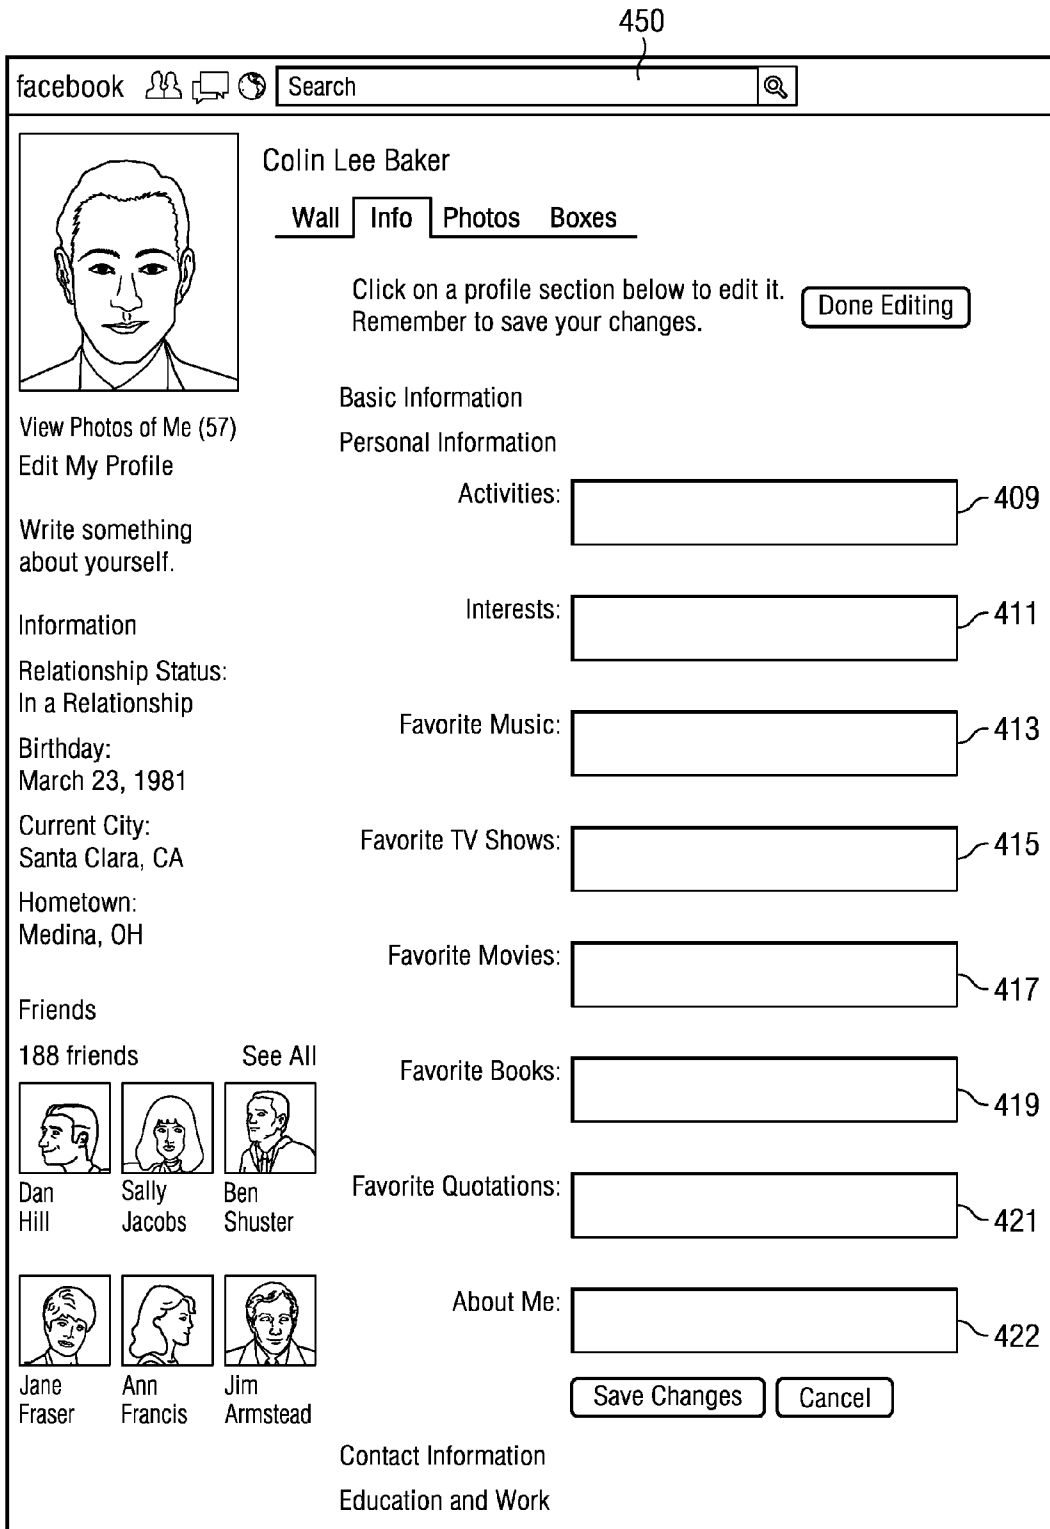 450
facebook
Search
Colin Lee Baker
Wall Info Photos Boxes
Click on a profile section below to edit it.
Remember to save your changes.
Done Editing
View Photos of Me (57)
Edit My Profile
Write something
about yourself.
Information
Relationship Status:
In a Relationship
Birthday:
March 23, 1981
Current City:
Santa Clara, CA
Hometown:
Medina, OH
Friends
188 friends See All
Dan
Hill
Sally
Jacobs
Ben
Shuster
Jane
Fraser
Ann
Francis
Jim
Armstead
Basic Information
Personal Information
Activities: 409
Interests: 411
Favorite Music: 413
Favorite TV Shows: 415
Favorite Movies: 417
Favorite Books: 419
Favorite Quotations: 421
About Me: 422
Save Changes Cancel
Contact Information
Education and Work